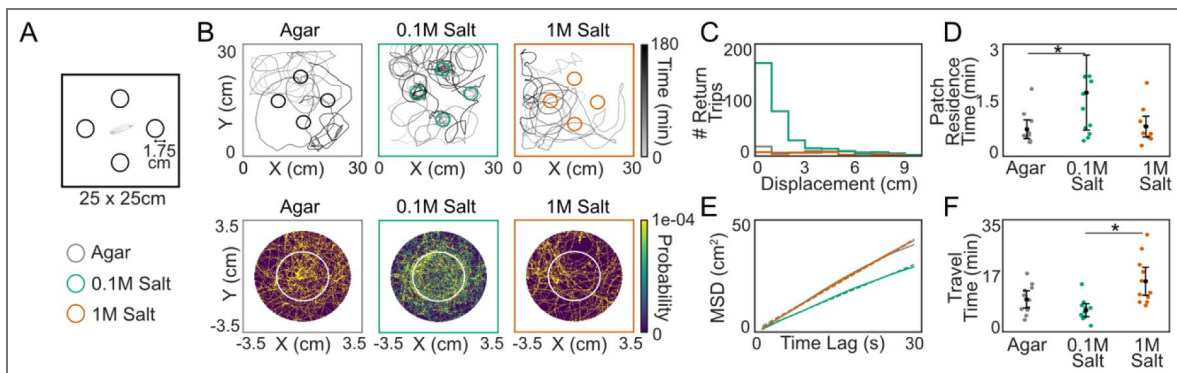 A
1.75
cm
25 x 25cm
Agar
0.1M Salt
1M Salt
B
Agar
0.1M Salt
1M Salt
30
Y (cm)
0
0
X (cm)
30
0
X (cm)
30
0
X (cm)
30
180
Time (min)
0
Agar
0.1M Salt
1M Salt
3.5
Y (cm)
-3.5
-3.5
X (cm)
3.5
-3.5
X (cm)
3.5
-3.5
X (cm)
3.5
1e-04
Probability
0
C
200
# Return
Trips
100
0
0
3
6
9
Displacement (cm)
D
3
Patch
Residence
Time (min)
1.5
0
*
Agar
0.1M
Salt
1M
Salt
E
50
MSD (cm²)
0
0
Time Lag (s)
30
F
35
Travel
Time (min)
17
0
*
Agar
0.1M
Salt
1M
Salt